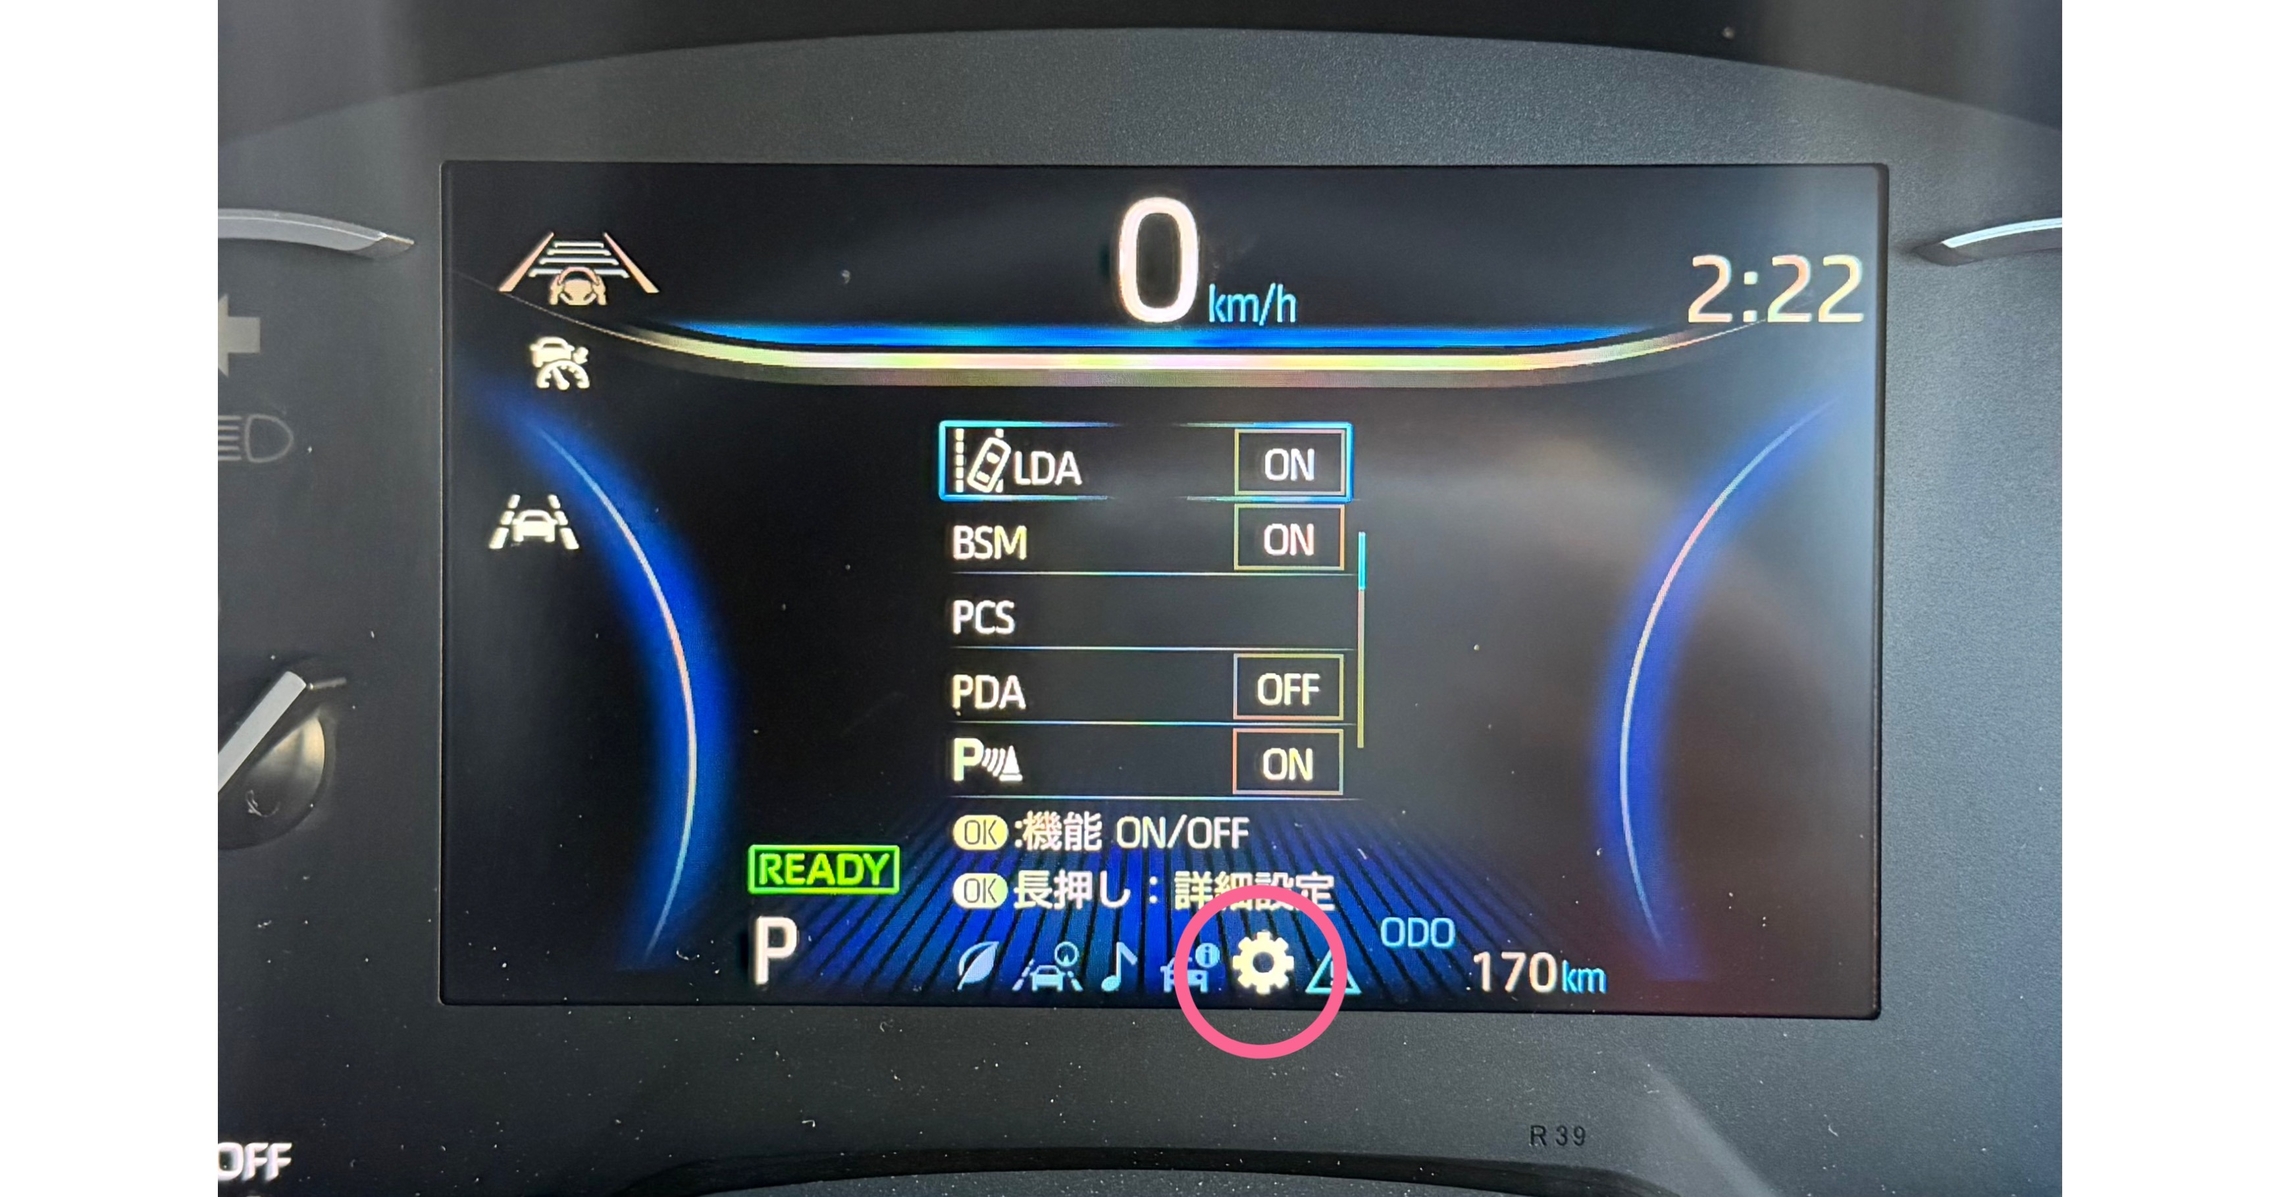 0 km/h
2:22
LDA ON
BSM ON
PCS
PDA OFF
P ON
OK :機能 ON/OFF
OK 長押し：詳細設定
READY
P
ODO
170km
R39
OFF